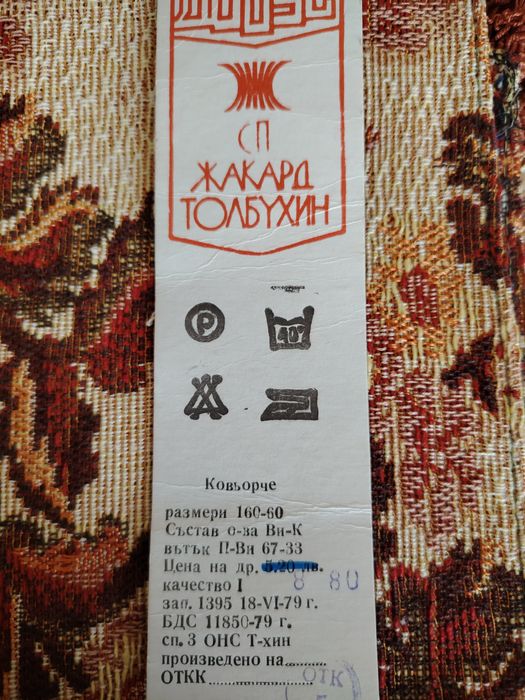 СП
ЖАКАРД
ТОЛБУХИН
P
40°
Ковьорче
размери 160-60
Състав о-за Ви-К
вътък П-Ви 67-33
Цена на др. 5.20 лв.
8 80
качество I
зап. 1395 18-VI-79 г.
БДС 11850-79 г.
сп. 3 ОНС Т-хин
произведено на..........
ОТКК....................
ОТК